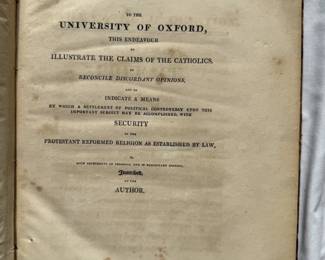 TO THE
UNIVERSITY OF OXFORD,
THIS ENDEAVOUR
TO
ILLUSTRATE THE CLAIMS OF THE CATHOLICS,
TO
RECONCILE DISCORDANT OPINIONS,
AND TO
INDICATE A MEANS
BY WHICH A SETTLEMENT OF POLITICAL CONTROVERSY UPON THIS
IMPORTANT SUBJECT MAY BE ACCOMPLISHED, WITH
SECURITY
TO THE
PROTESTANT REFORMED RELIGION AS ESTABLISHED BY LAW,
IS,
WITH
Inscribed,
BY THE
AUTHOR.